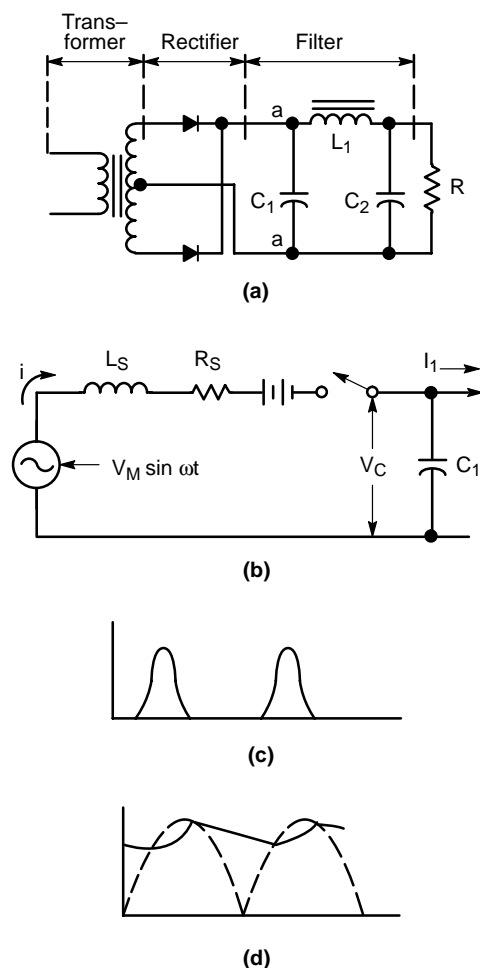 Trans–
former
Rectifier
Filter
a
L1
C1
C2
R
a
(a)
i
LS
RS
I1
VM sin ωt
VC
C1
(b)
(c)
(d)